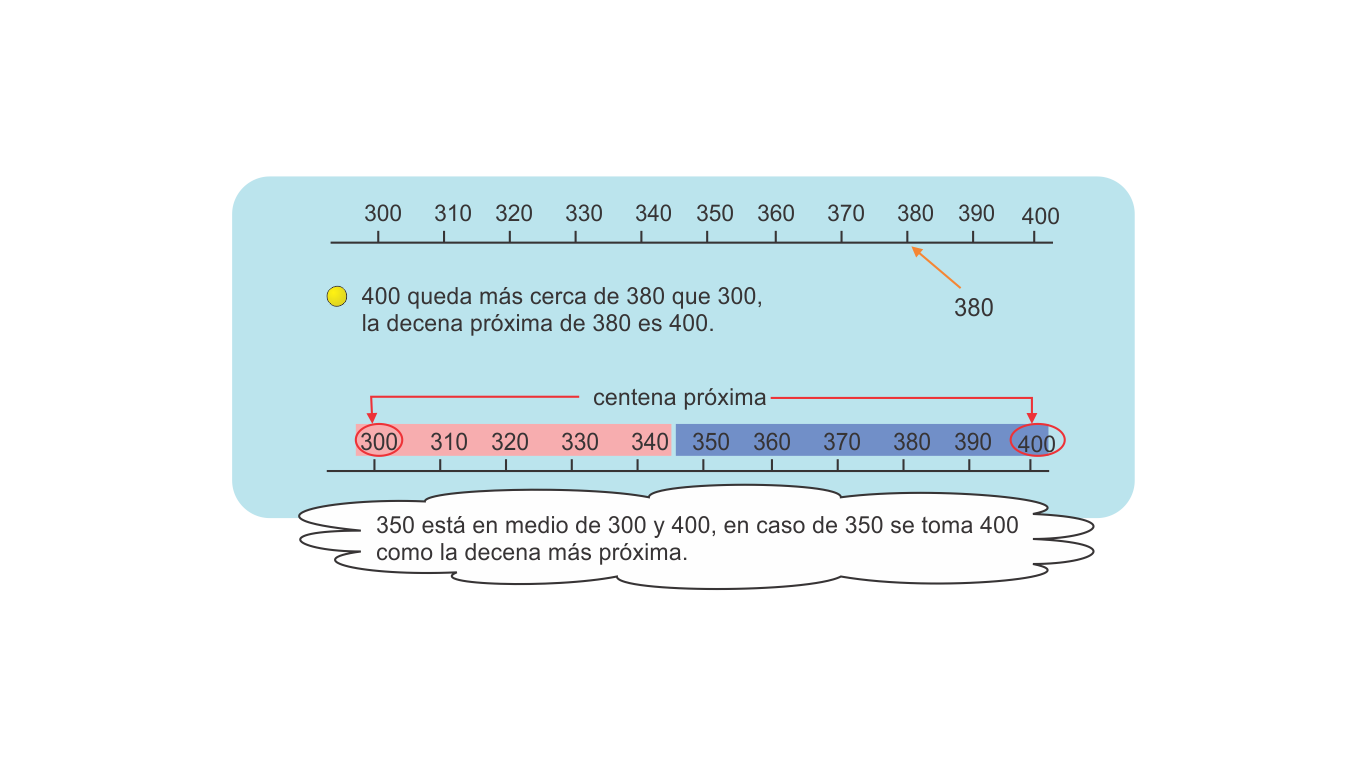 300 310 320 330 340 350 360 370 380 390 400
400 queda más cerca de 380 que 300,
la decena próxima de 380 es 400.
380
centena próxima
300 310 320 330 340 350 360 370 380 390 400
350 está en medio de 300 y 400, en caso de 350 se toma 400
como la decena más próxima.